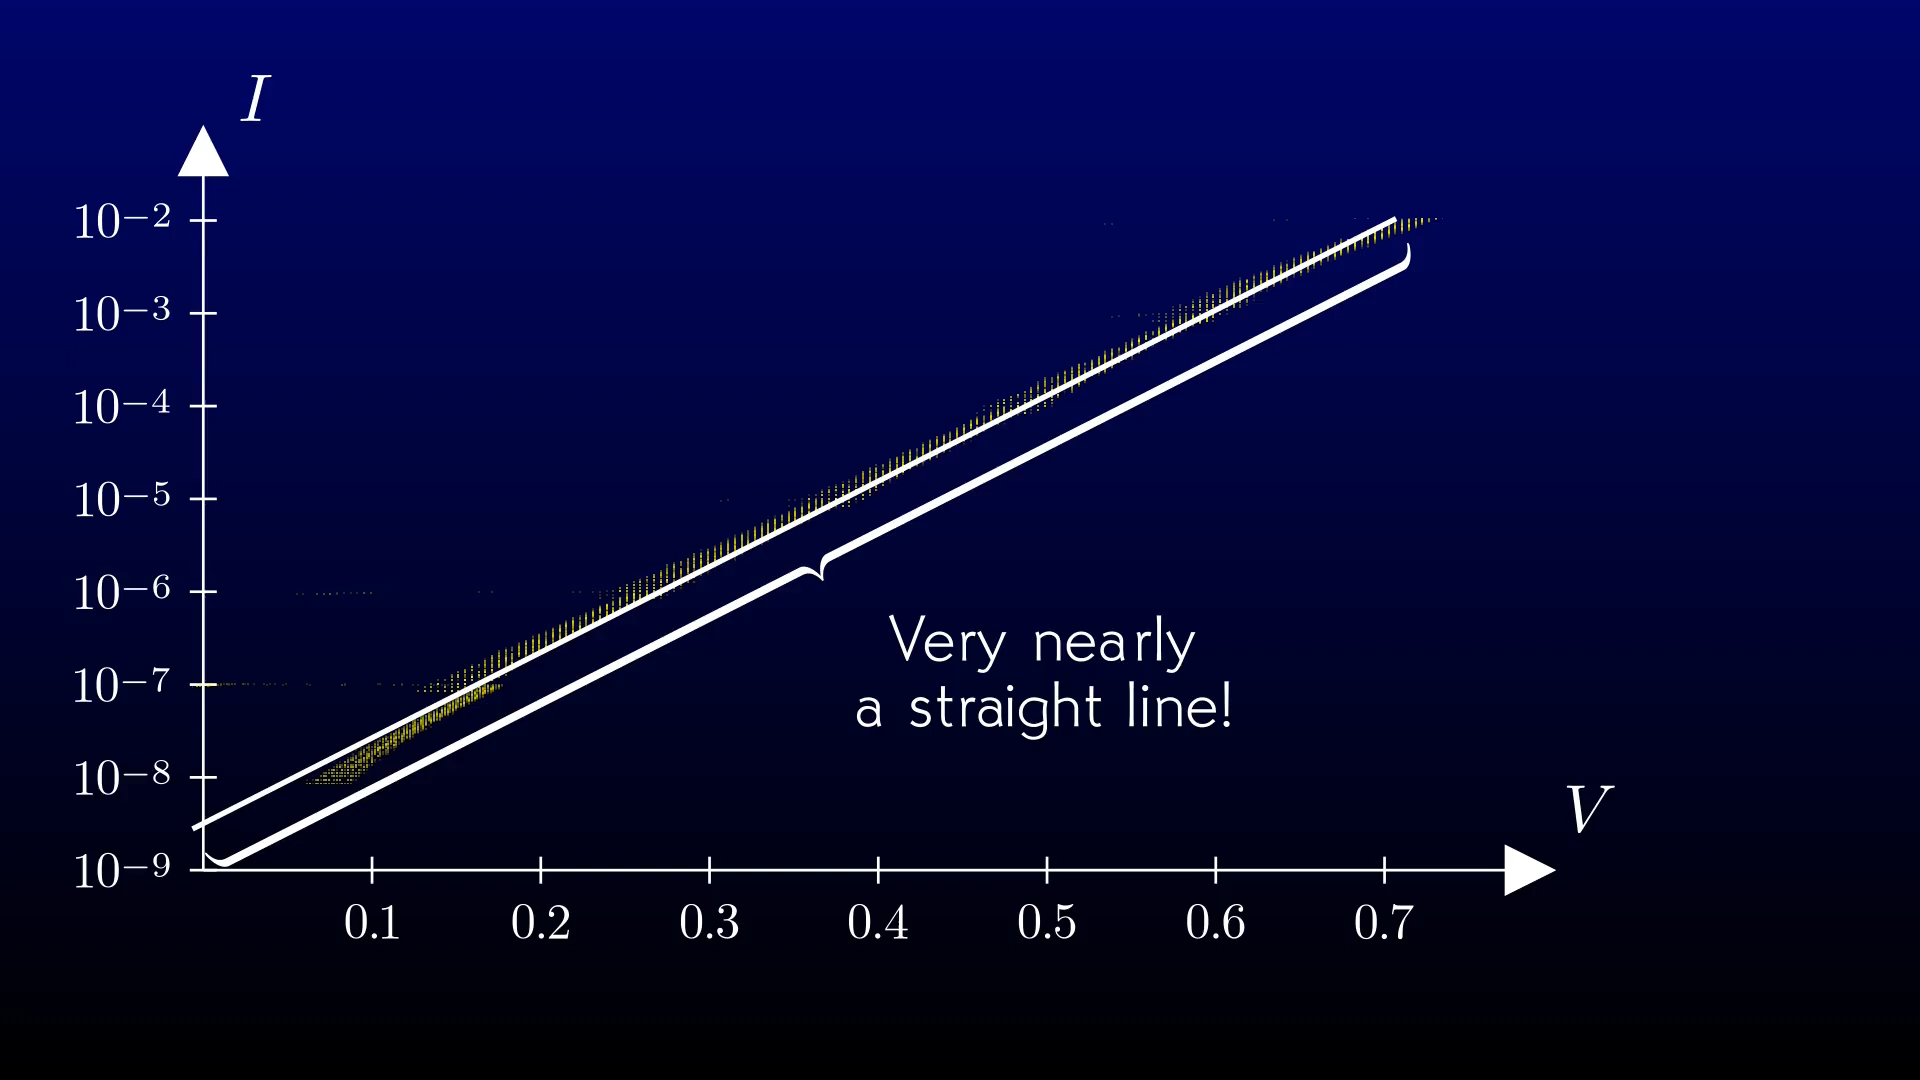 I
10⁻²
10⁻³
10⁻⁴
10⁻⁵
10⁻⁶
10⁻⁷
10⁻⁸
10⁻⁹
Very nearly
a straight line!
V
0.1 0.2 0.3 0.4 0.5 0.6 0.7